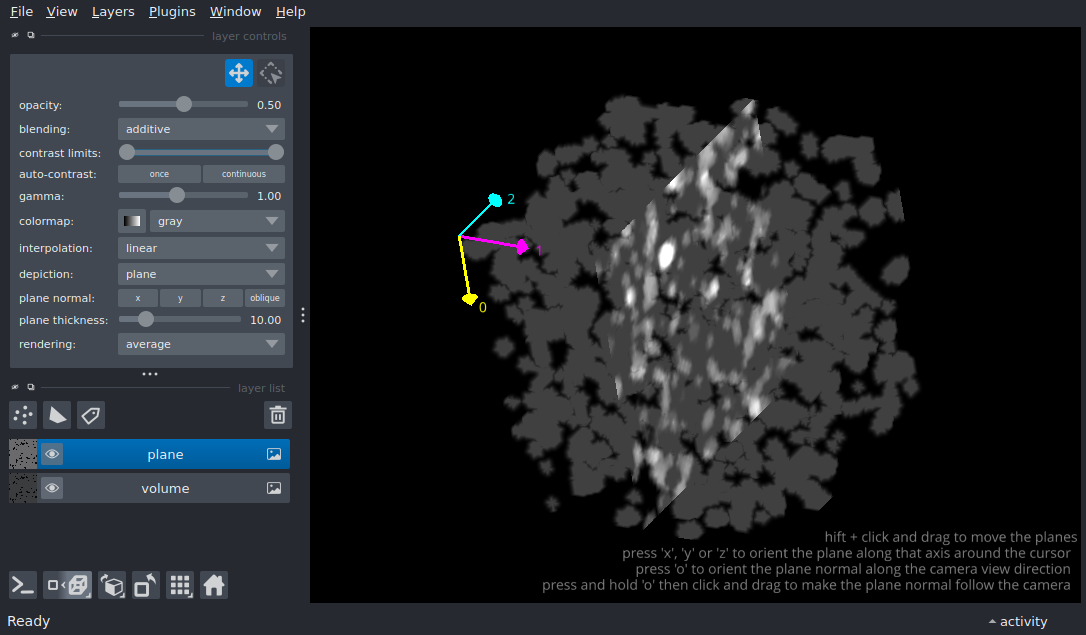 File View Layers Plugins Window Help
layer controls
opacity: 0.50
blending: additive
contrast limits:
auto-contrast: once continuous
gamma: 1.00
colormap: gray
interpolation: linear
depiction: plane
plane normal: x y z oblique
plane thickness: 10.00
rendering: average
layer list
plane
volume
2
1
0
hift + click and drag to move the planes
press 'x', 'y' or 'z' to orient the plane along that axis around the cursor
press 'o' to orient the plane normal along the camera view direction
press and hold 'o' then click and drag to make the plane normal follow the camera
Ready activity